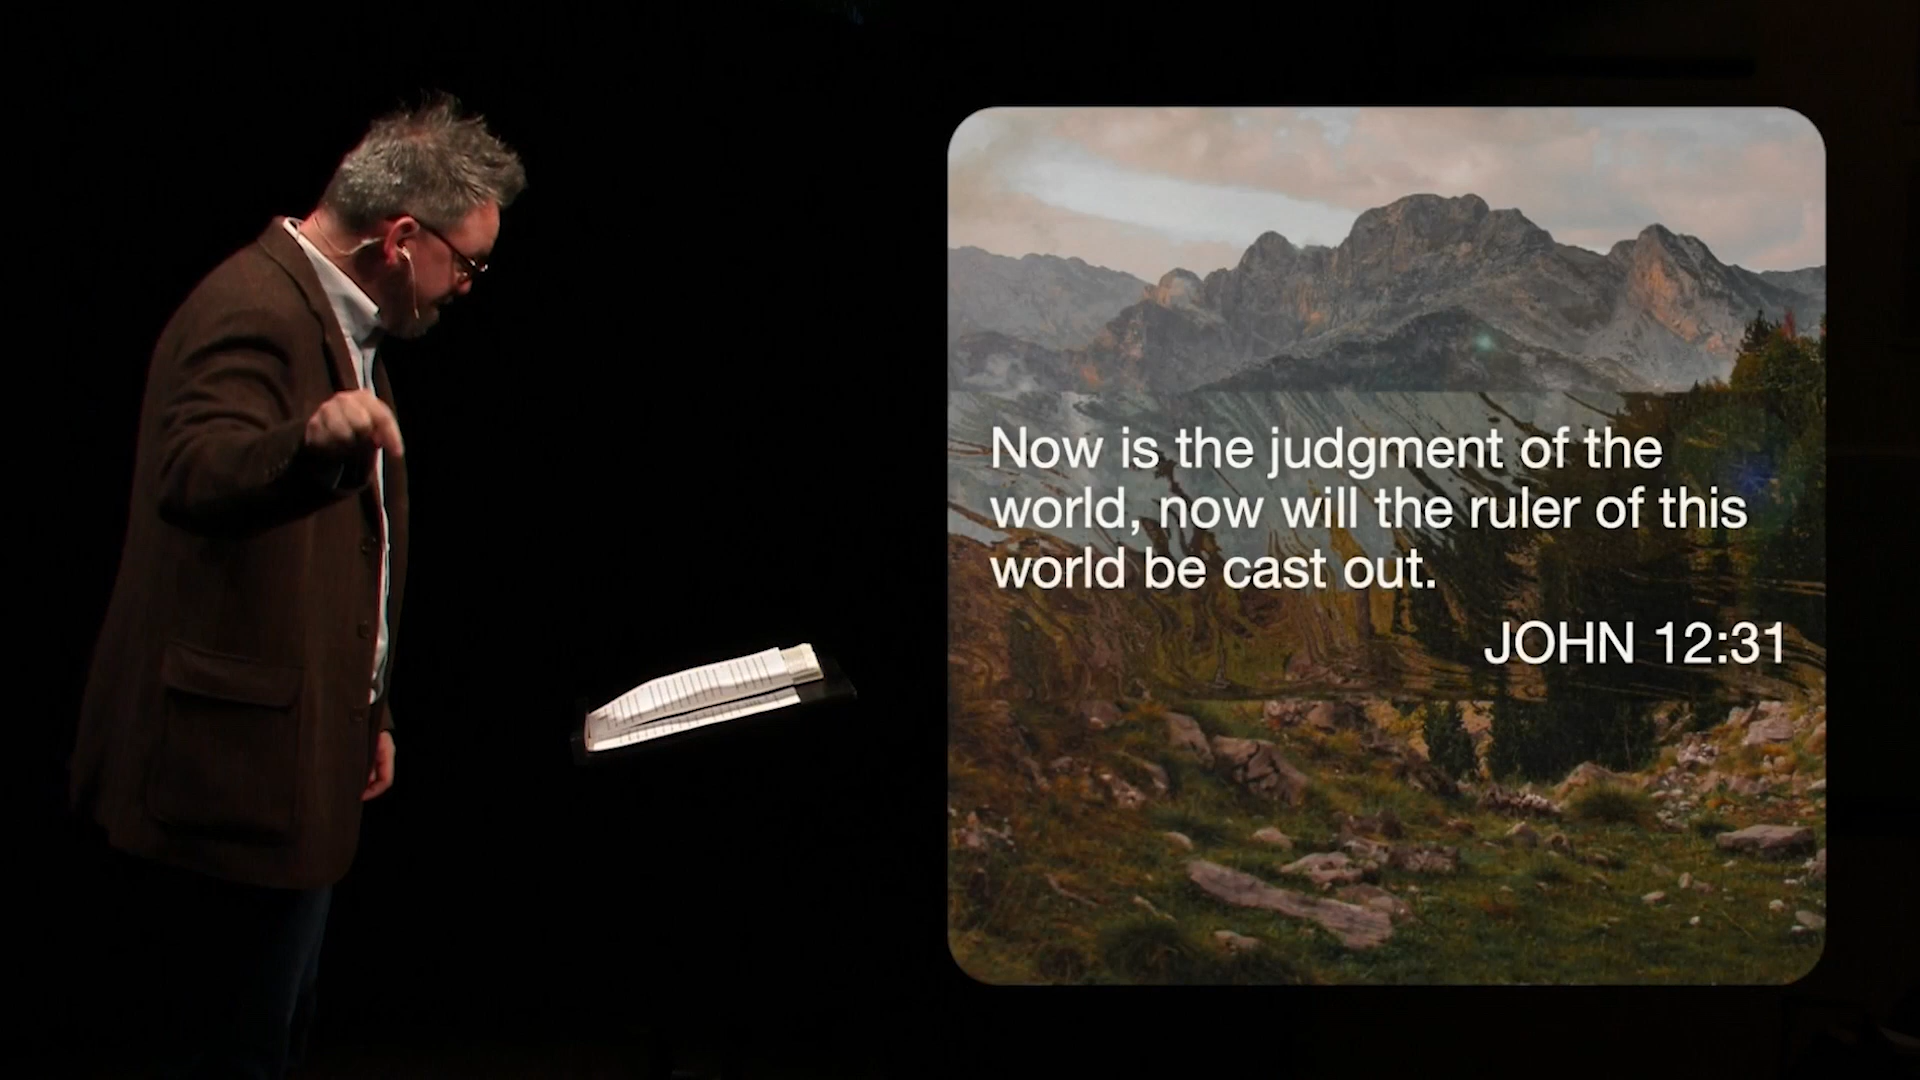 Now is the judgment of the
world, now will the ruler of this
world be cast out.
JOHN 12:31